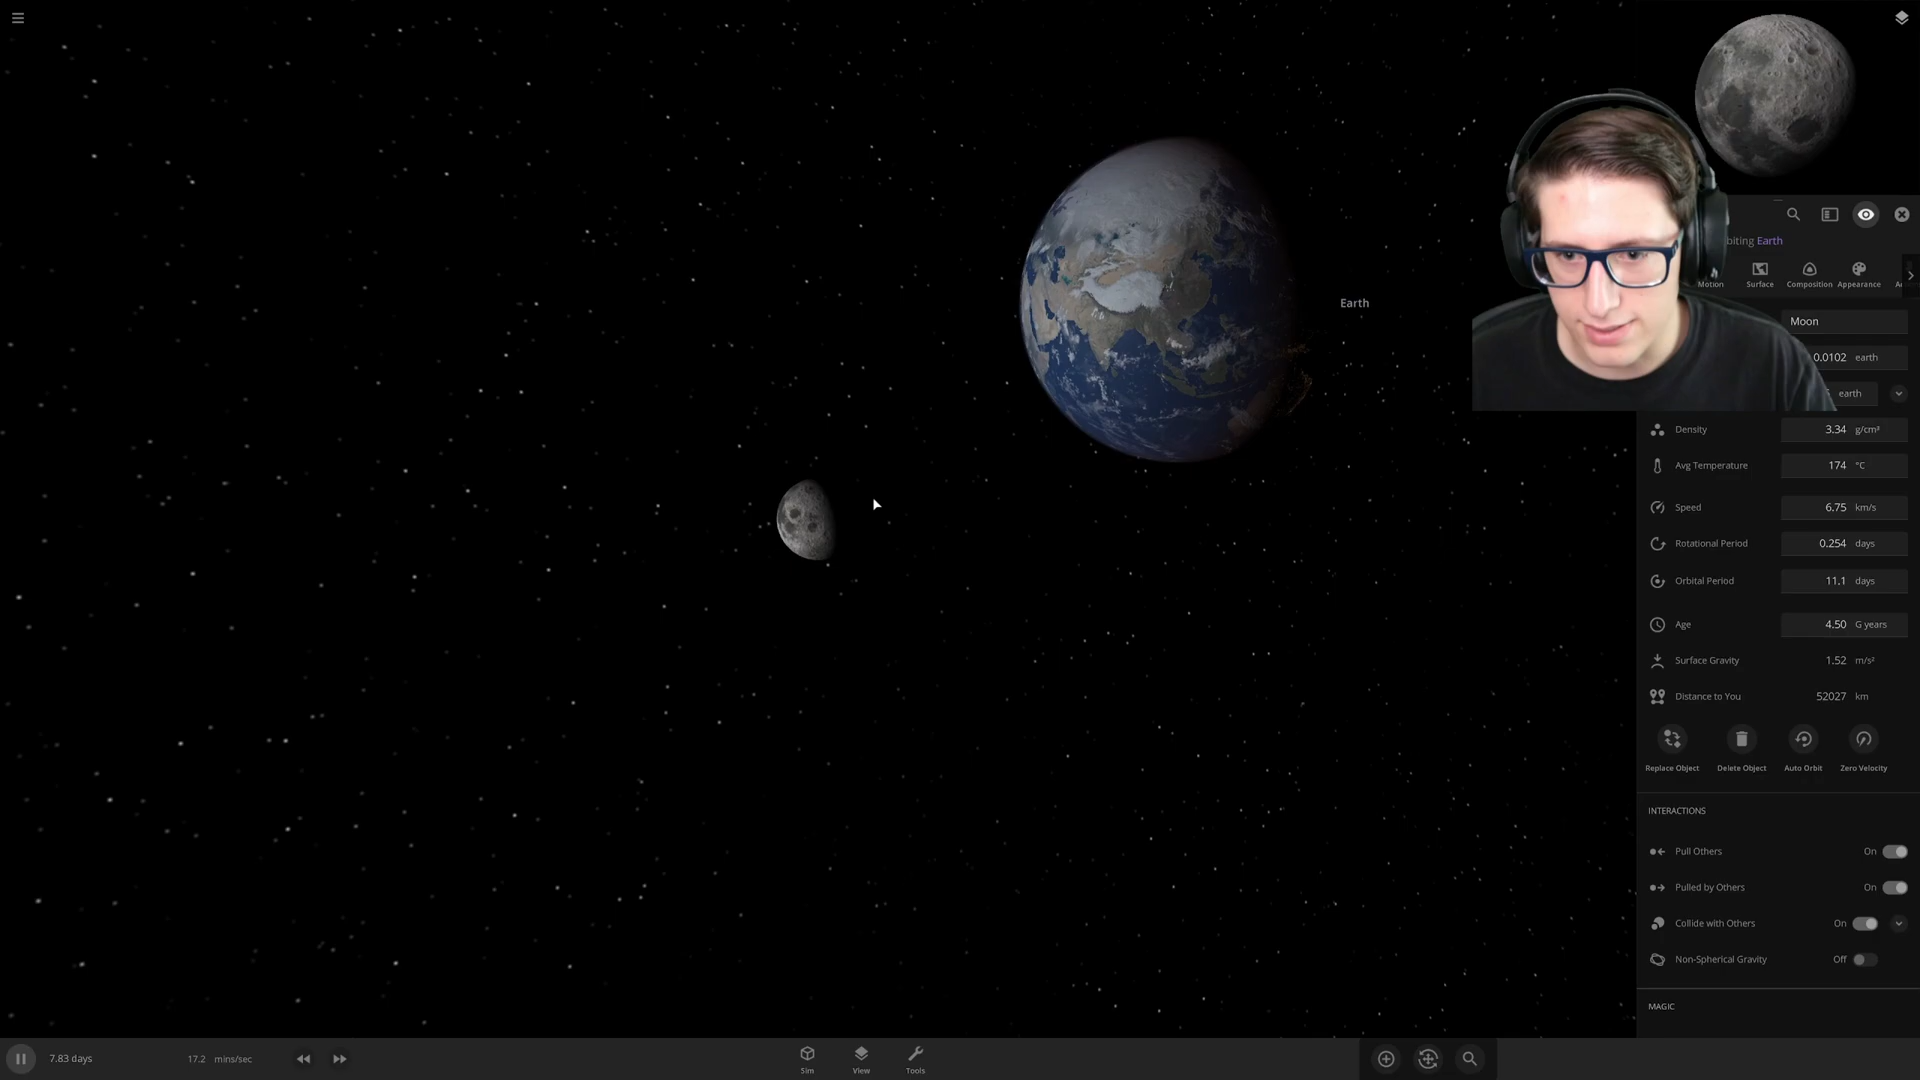 biting Earth
Motion Surface Composition Appearance
Earth
Moon
0.0102 earth
earth
Density 3.34 g/cm³
Avg Temperature 174 °C
Speed 6.75 km/s
Rotational Period 0.254 days
Orbital Period 11.1 days
Age 4.50 G years
Surface Gravity 1.52 m/s²
Distance to You 52027 km
Replace Object Delete Object Auto Orbit Zero Velocity
INTERACTIONS
Pull Others On
Pulled by Others On
Collide with Others On
Non-Spherical Gravity Off
MAGIC
7.83 days 17.2 mins/sec
Sim View Tools